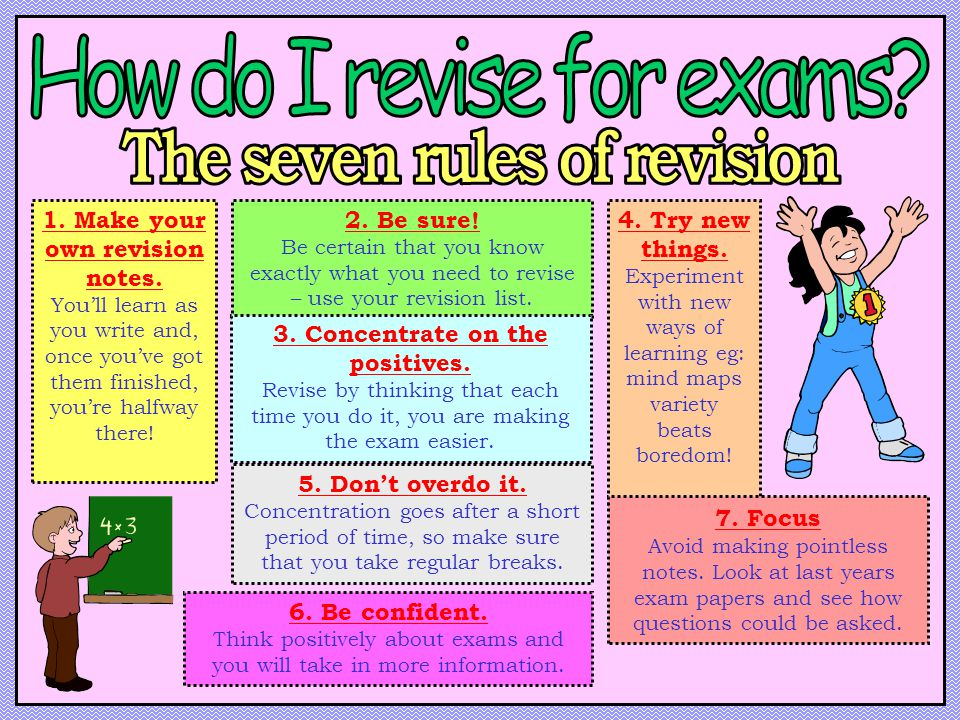 How do I revise for exams?
The seven rules of revision
1. Make your
own revision
notes.
You'll learn as
you write and,
once you've got
them finished,
you're halfway
there!
2. Be sure!
Be certain that you know
exactly what you need to revise
– use your revision list.
3. Concentrate on the
positives.
Revise by thinking that each
time you do it, you are making
the exam easier.
4. Try new
things.
Experiment
with new
ways of
learning eg:
mind maps
variety
beats
boredom!
1
5. Don't overdo it.
Concentration goes after a short
period of time, so make sure
that you take regular breaks.
4×3
6. Be confident.
Think positively about exams and
you will take in more information.
7. Focus
Avoid making pointless
notes. Look at last years
exam papers and see how
questions could be asked.